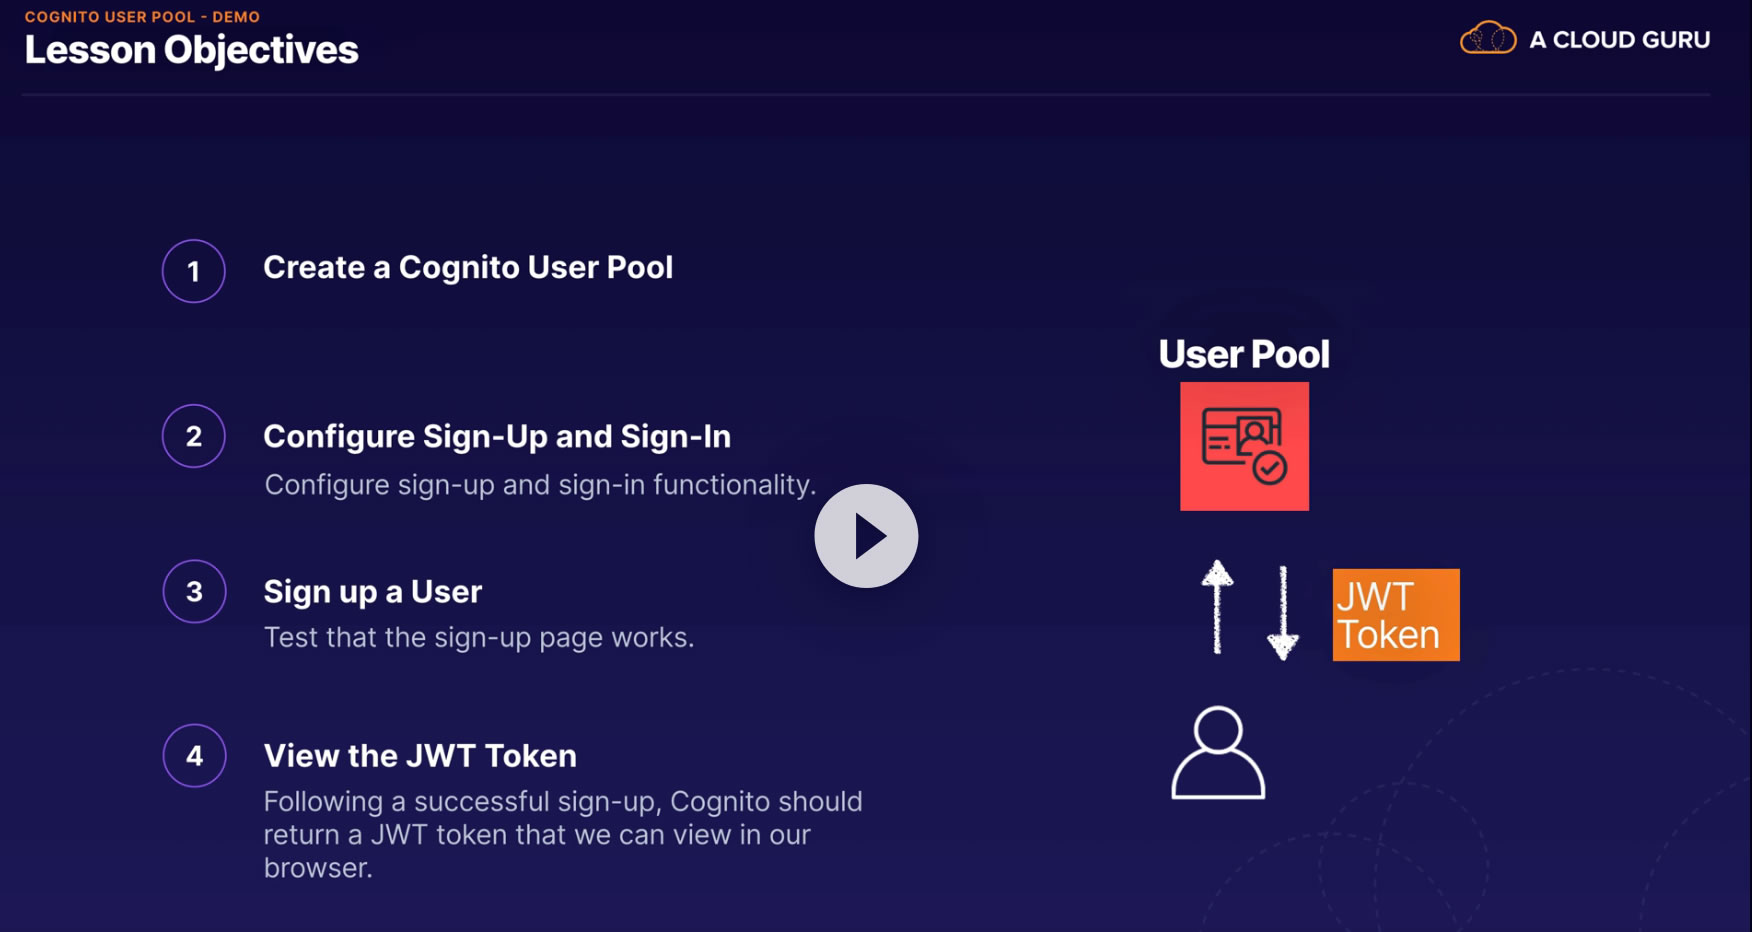 COGNITO USER POOL - DEMO
Lesson Objectives
A CLOUD GURU
1
Create a Cognito User Pool
2
Configure Sign-Up and Sign-In
Configure sign-up and sign-in functionality.
3
Sign up a User
Test that the sign-up page works.
4
View the JWT Token
Following a successful sign-up, Cognito should
return a JWT token that we can view in our
browser.
User Pool
JWT
Token